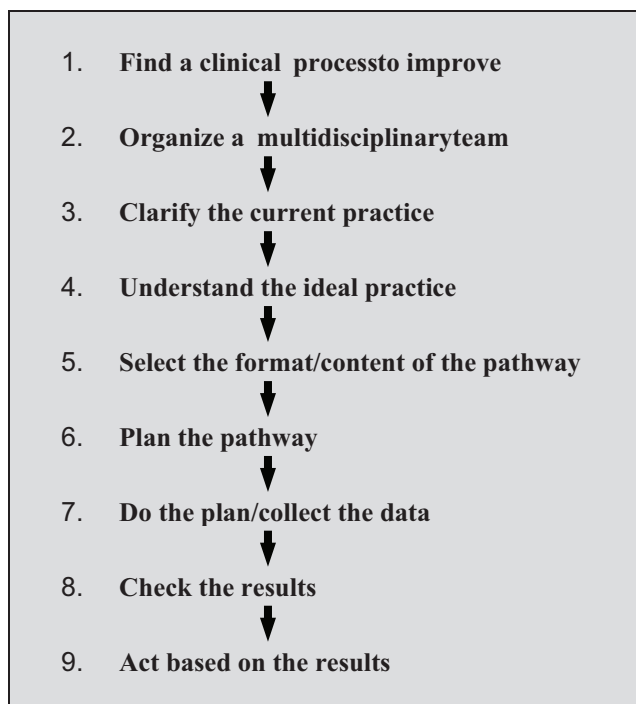 1. Find a clinical processto improve
2. Organize a multidisciplinaryteam
3. Clarify the current practice
4. Understand the ideal practice
5. Select the format/content of the pathway
6. Plan the pathway
7. Do the plan/collect the data
8. Check the results
9. Act based on the results